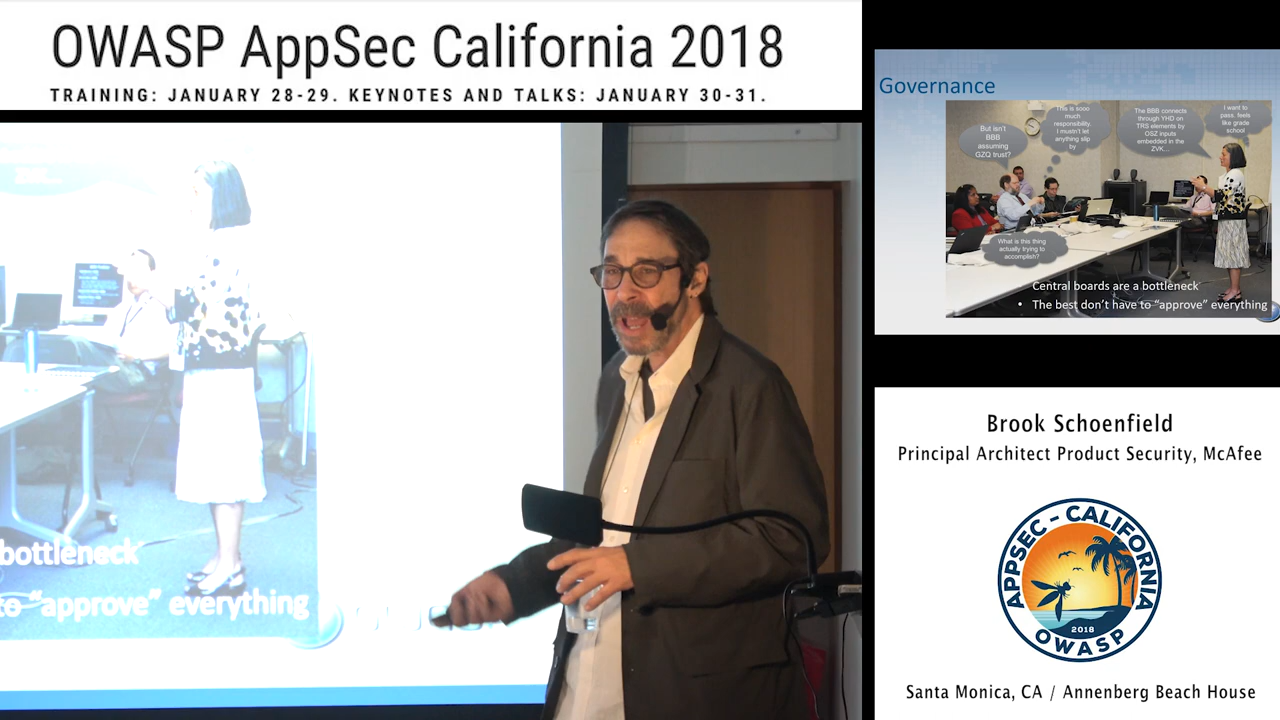 OWASP AppSec California 2018
TRAINING: JANUARY 28-29. KEYNOTES AND TALKS: JANUARY 30-31.
bottleneck
to “approve” everything
Governance
But isn't
BBB
assuming
GZQ trust?
This is sooo
much
responsibility.
I mustn't let
anything slip
by
The BBB connects
through YHD on
TRS elements by
OSZ inputs
embedded in the
ZVK...
I want to
pass. feels
like grade
school
What is this thing
actually trying to
accomplish?
Central boards are a bottleneck
• The best don't have to “approve” everything
Brook Schoenfield
Principal Architect Product Security, McAfee
APPSEC - CALIFORNIA
2018
OWASP
Santa Monica, CA / Annenberg Beach House